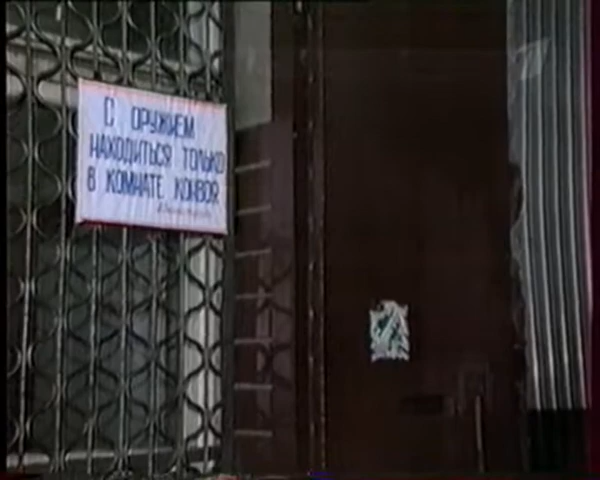 С ОРУЖИЕМ
НАХОДИТЬСЯ ТОЛЬКО
В КОМНАТЕ КОНВОЯ